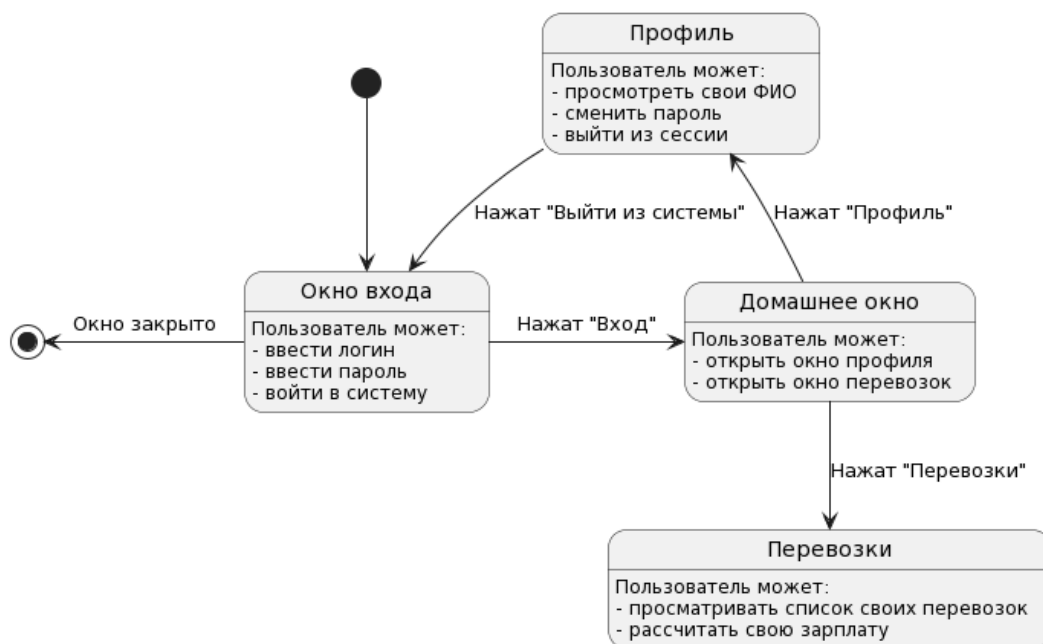 Профиль
Пользователь может:
- просмотреть свои ФИО
- сменить пароль
- выйти из сессии
Нажат "Выйти из системы"
Нажат "Профиль"
Окно входа
Пользователь может:
- ввести логин
- ввести пароль
- войти в систему
Окно закрыто
Нажат "Вход"
Домашнее окно
Пользователь может:
- открыть окно профиля
- открыть окно перевозок
Нажат "Перевозки"
Перевозки
Пользователь может:
- просматривать список своих перевозок
- рассчитать свою зарплату